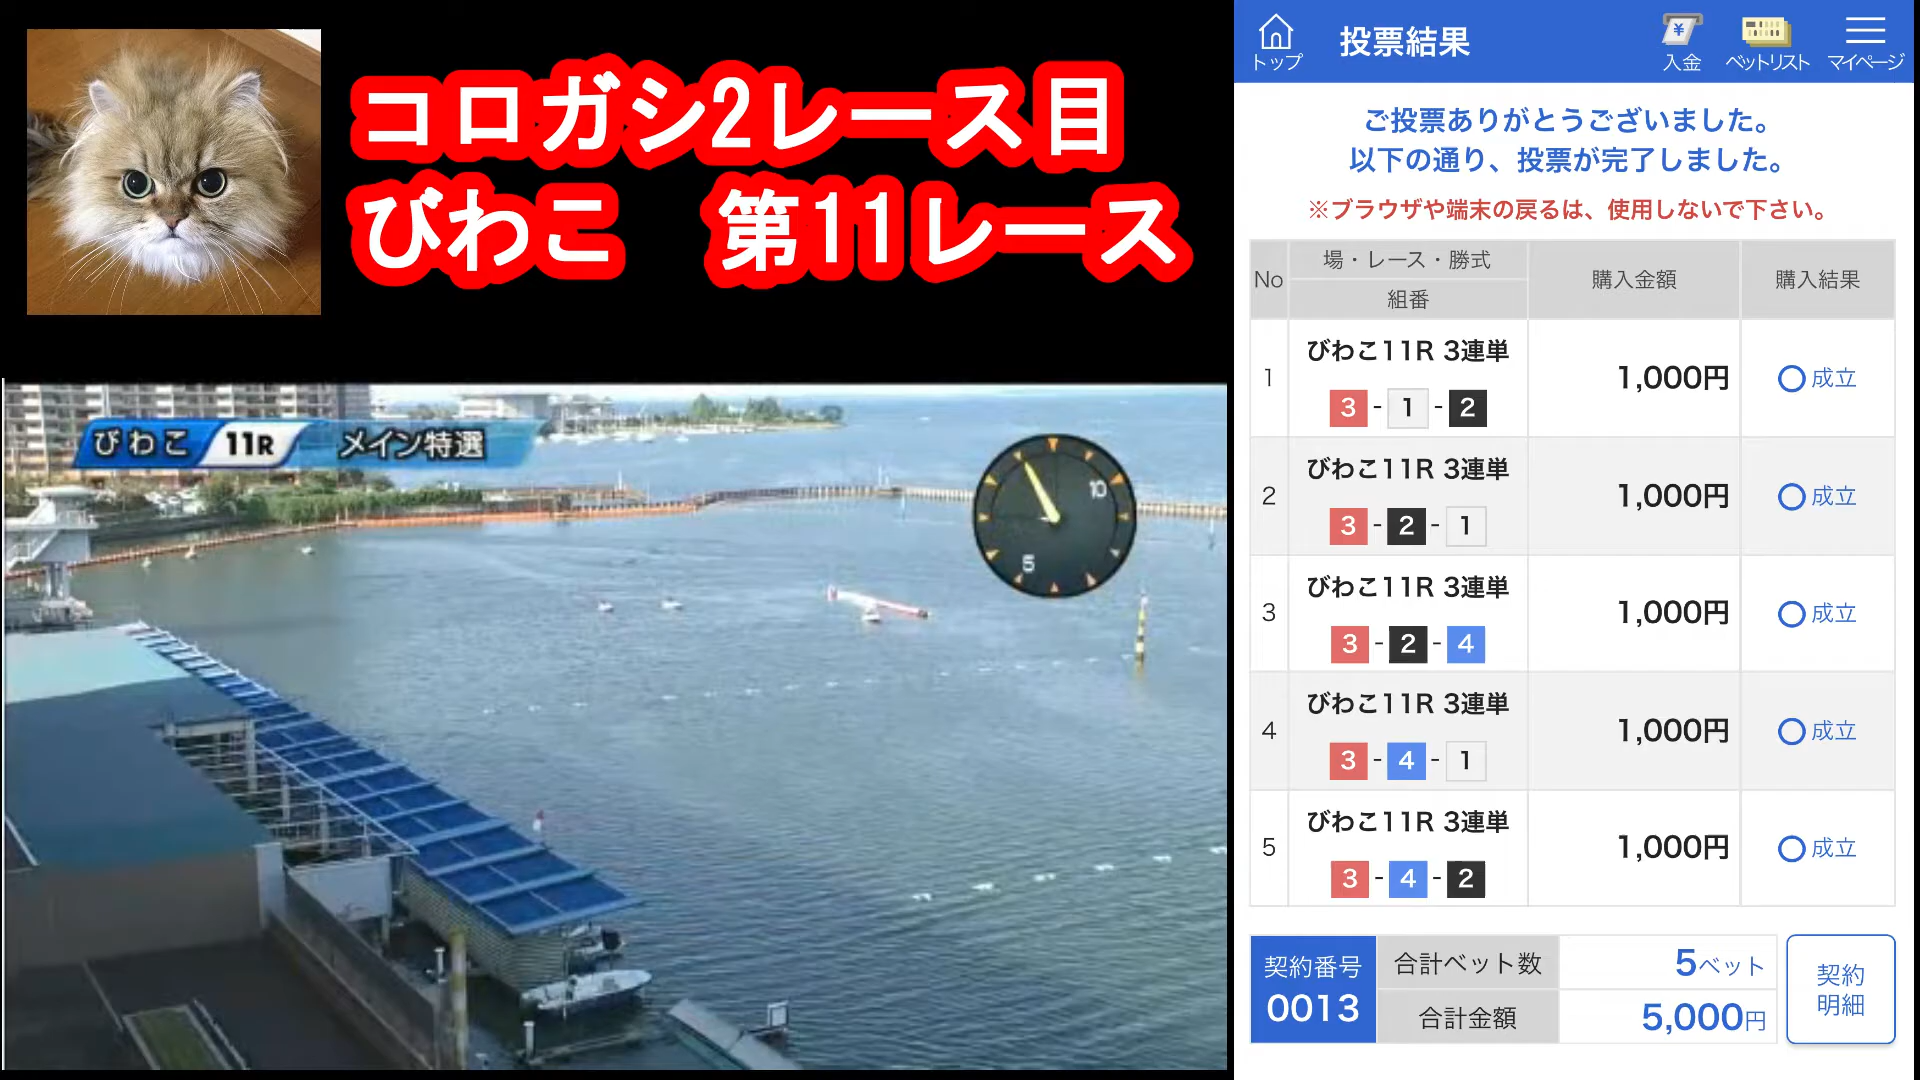 コロガシ2レース目
びわこ　第11レース
びわこ 11R メイン特選
10
5
トップ
投票結果
入金
ベットリスト
マイページ
ご投票ありがとうございました。
以下の通り、投票が完了しました。
※ブラウザや端末の戻るは、使用しないで下さい。
No 場・レース・勝式 購入金額 購入結果
組番
1 びわこ11R 3連単 1,000円 成立
3-1-2
2 びわこ11R 3連単 1,000円 成立
3-2-1
3 びわこ11R 3連単 1,000円 成立
3-2-4
4 びわこ11R 3連単 1,000円 成立
3-4-1
5 びわこ11R 3連単 1,000円 成立
3-4-2
契約番号
0013
合計ベット数 5ベット
合計金額 5,000円
契約
明細